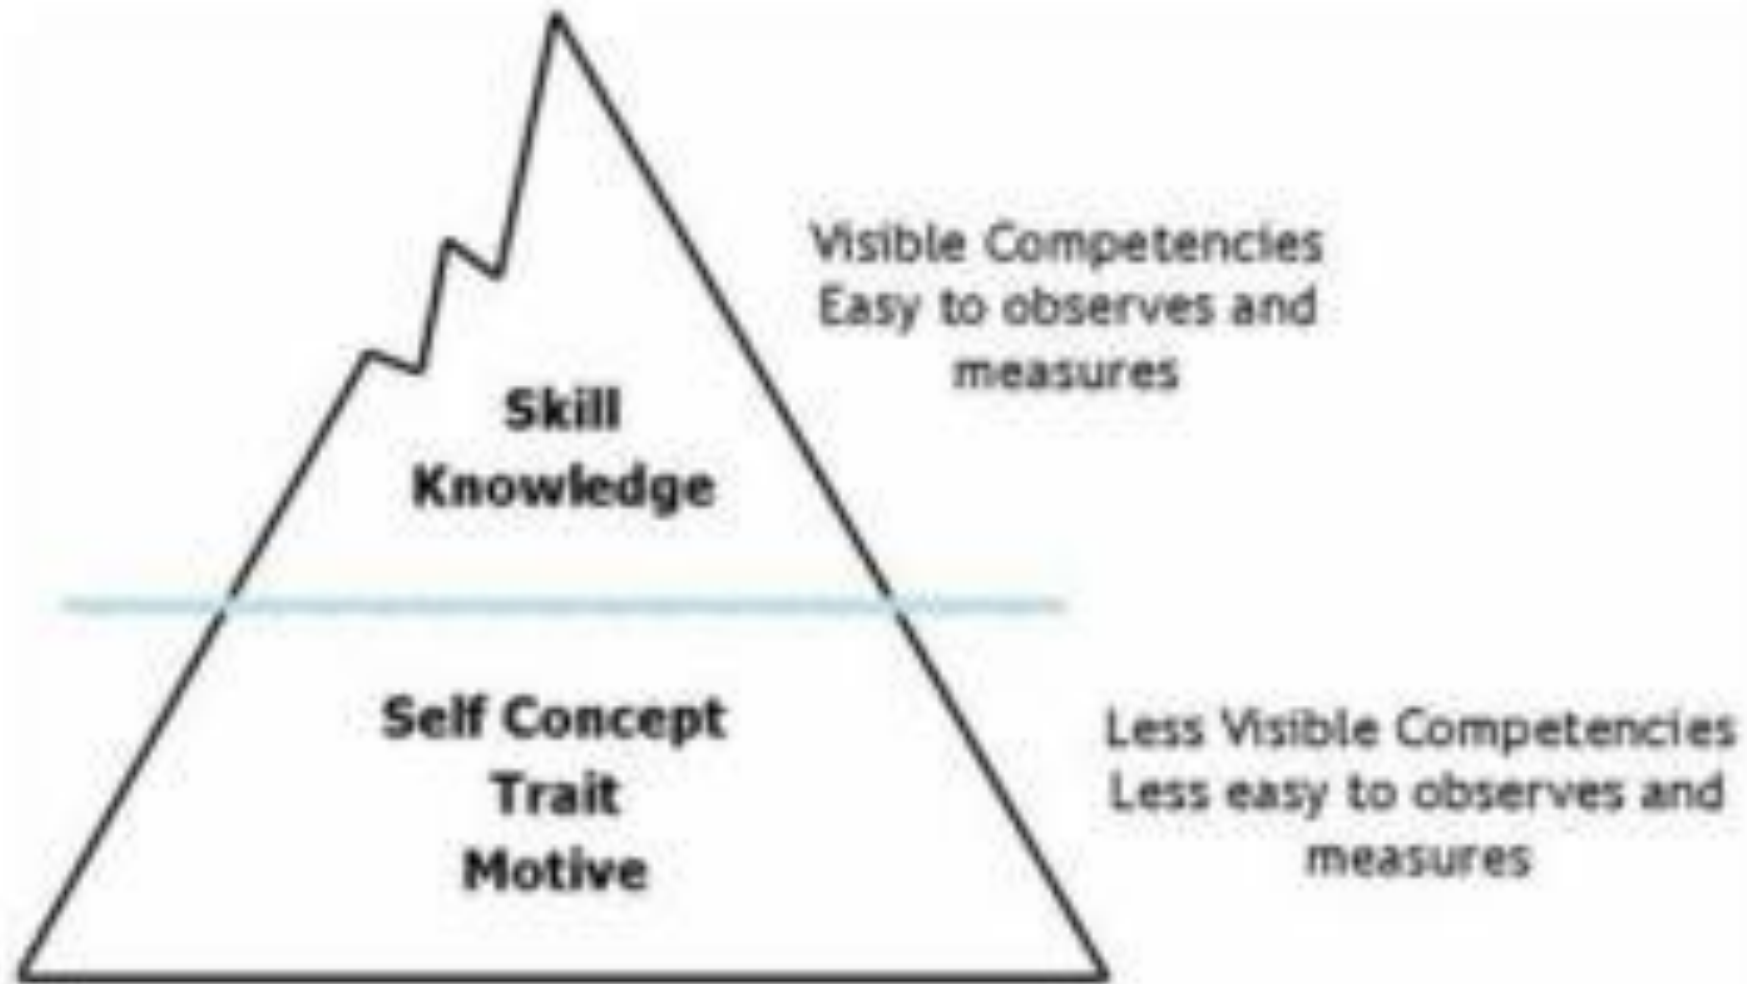 Visible Competencies
Easy to observes and
measures
Skill
Knowledge
Self Concept
Trait
Motive
Less Visible Competencies
Less easy to observes and
measures